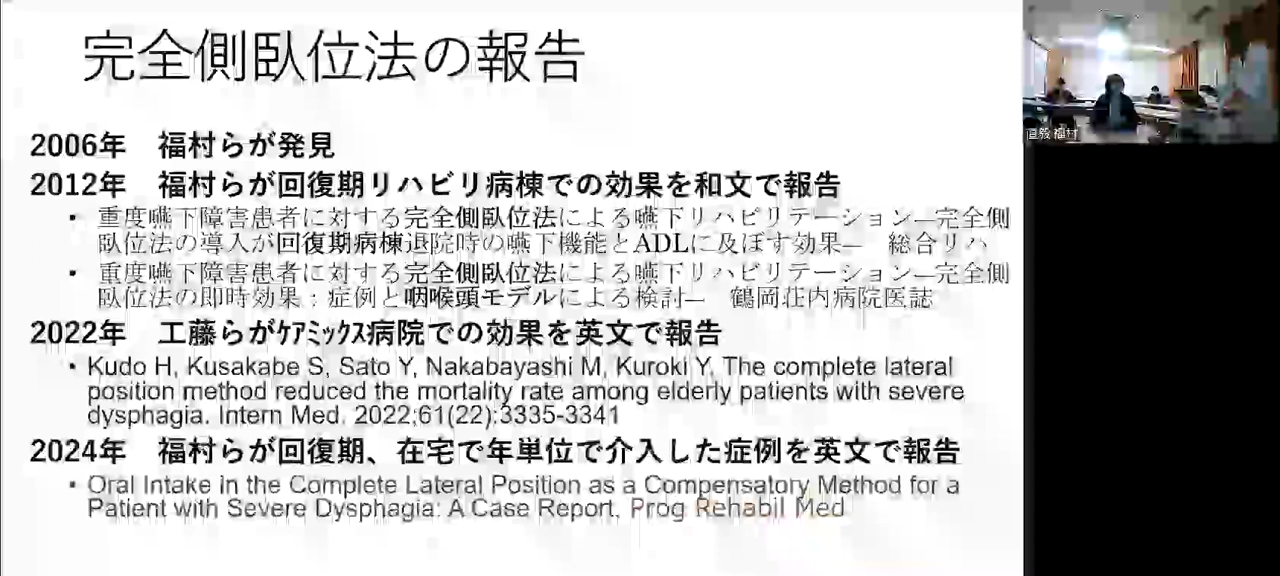 完全側臥位法の報告
2006年　福村らが発見
2012年　福村らが回復期リハビリ病棟での効果を和文で報告
• 重度嚥下障害患者に対する完全側臥位法による嚥下リハビリテーション―完全側
臥位法の導入が回復期病棟退院時の嚥下機能とADLに及ぼす効果―　総合リハ
• 重度嚥下障害患者に対する完全側臥位法による嚥下リハビリテーション―完全側
臥位法の即時効果：症例と咽喉頭モデルによる検討―　鶴岡荘内病院医誌
2022年　工藤らがｹｱﾐｯｸｽ病院での効果を英文で報告
• Kudo H, Kusakabe S, Sato Y, Nakabayashi M, Kuroki Y. The complete lateral
position method reduced the mortality rate among elderly patients with severe
dysphagia. Intern Med. 2022;61(22):3335-3341
2024年　福村らが回復期、在宅で年単位で介入した症例を英文で報告
• Oral Intake in the Complete Lateral Position as a Compensatory Method for a
Patient with Severe Dysphagia: A Case Report. Prog Rehabil Med
直毅 福村